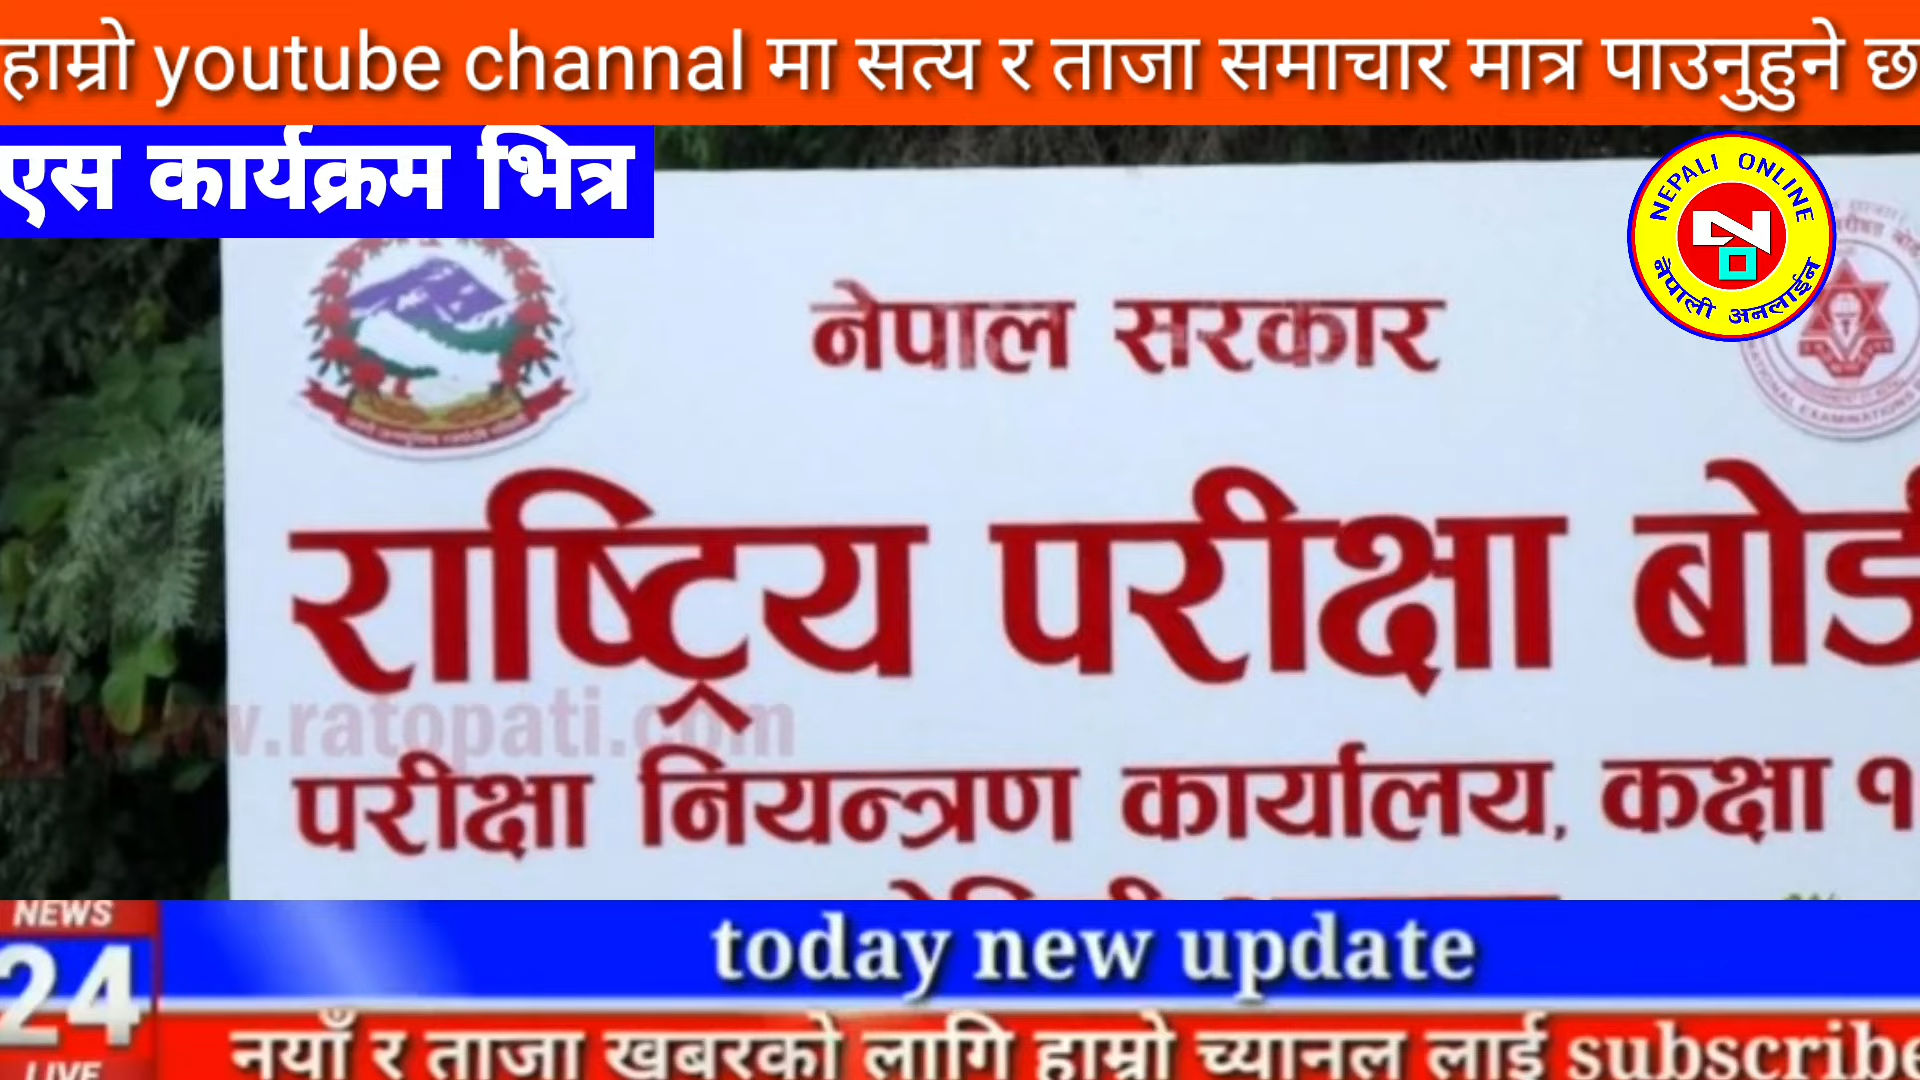 हाम्रो youtube channal मा सत्य र ताजा समाचार मात्र पाउनुहुने छ
एस कार्यक्रम भित्र
NEPALI ONLINE
नेपाली अनलाईन
नेपाल सरकार
राष्ट्रिय परीक्षा बोर्ड
www.ratopati.com
परीक्षा नियन्त्रण कार्यालय, कक्षा १
NEWS
24
LIVE
today new update
नयाँ र ताजा खबरको लागि हाम्रो च्यानल लाई subscribe